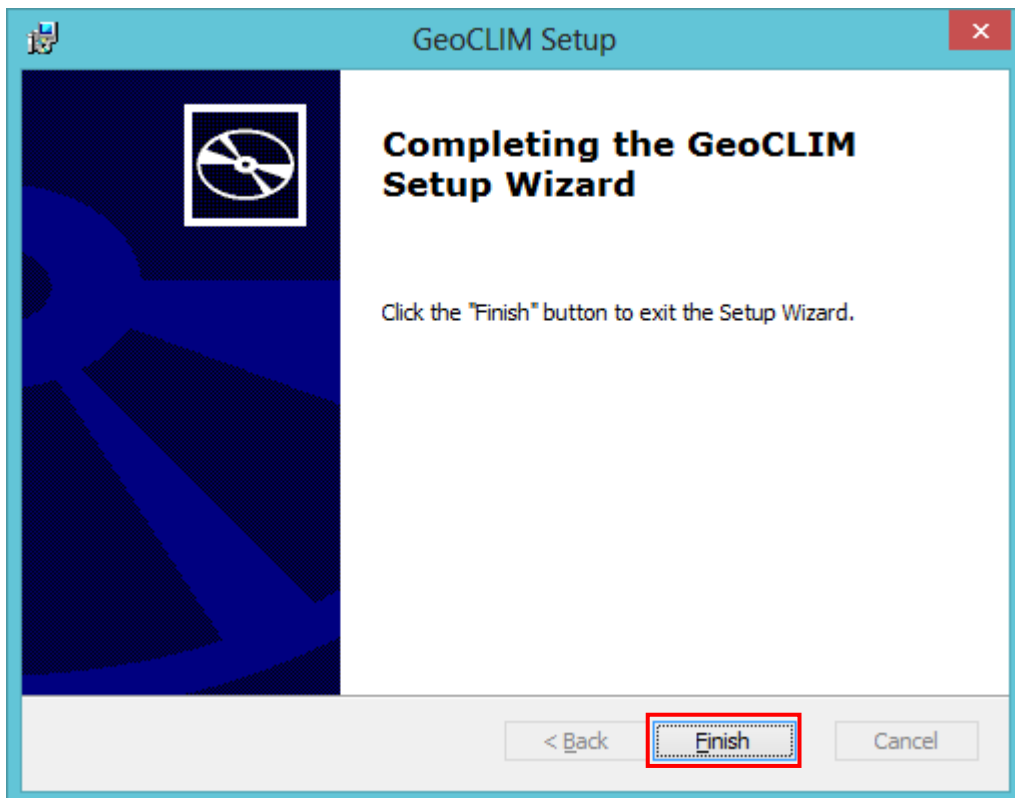 GeoCLIM Setup
Completing the GeoCLIM
Setup Wizard
Click the "Finish" button to exit the Setup Wizard.
< Back Finish Cancel